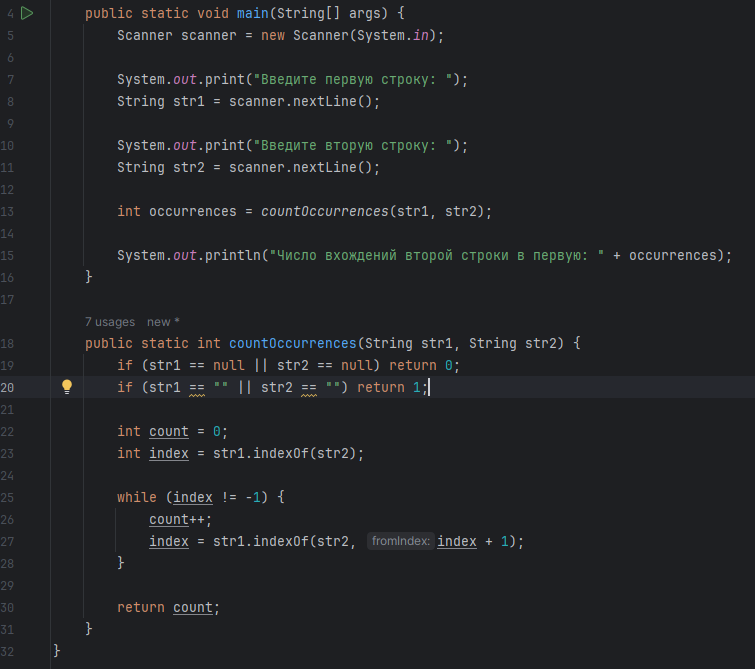 4 public static void main(String[] args) {
5 Scanner scanner = new Scanner(System.in);
6
7 System.out.print("Введите первую строку: ");
8 String str1 = scanner.nextLine();
9
10 System.out.print("Введите вторую строку: ");
11 String str2 = scanner.nextLine();
12
13 int occurrences = countOccurrences(str1, str2);
14
15 System.out.println("Число вхождений второй строки в первую: " + occurrences);
16 }
17
7 usages new *
18 public static int countOccurrences(String str1, String str2) {
19 if (str1 == null || str2 == null) return 0;
20 if (str1 == "" || str2 == "") return 1;
21
22 int count = 0;
23 int index = str1.indexOf(str2);
24
25 while (index != -1) {
26 count++;
27 index = str1.indexOf(str2, fromIndex: index + 1);
28 }
29
30 return count;
31 }
32 }